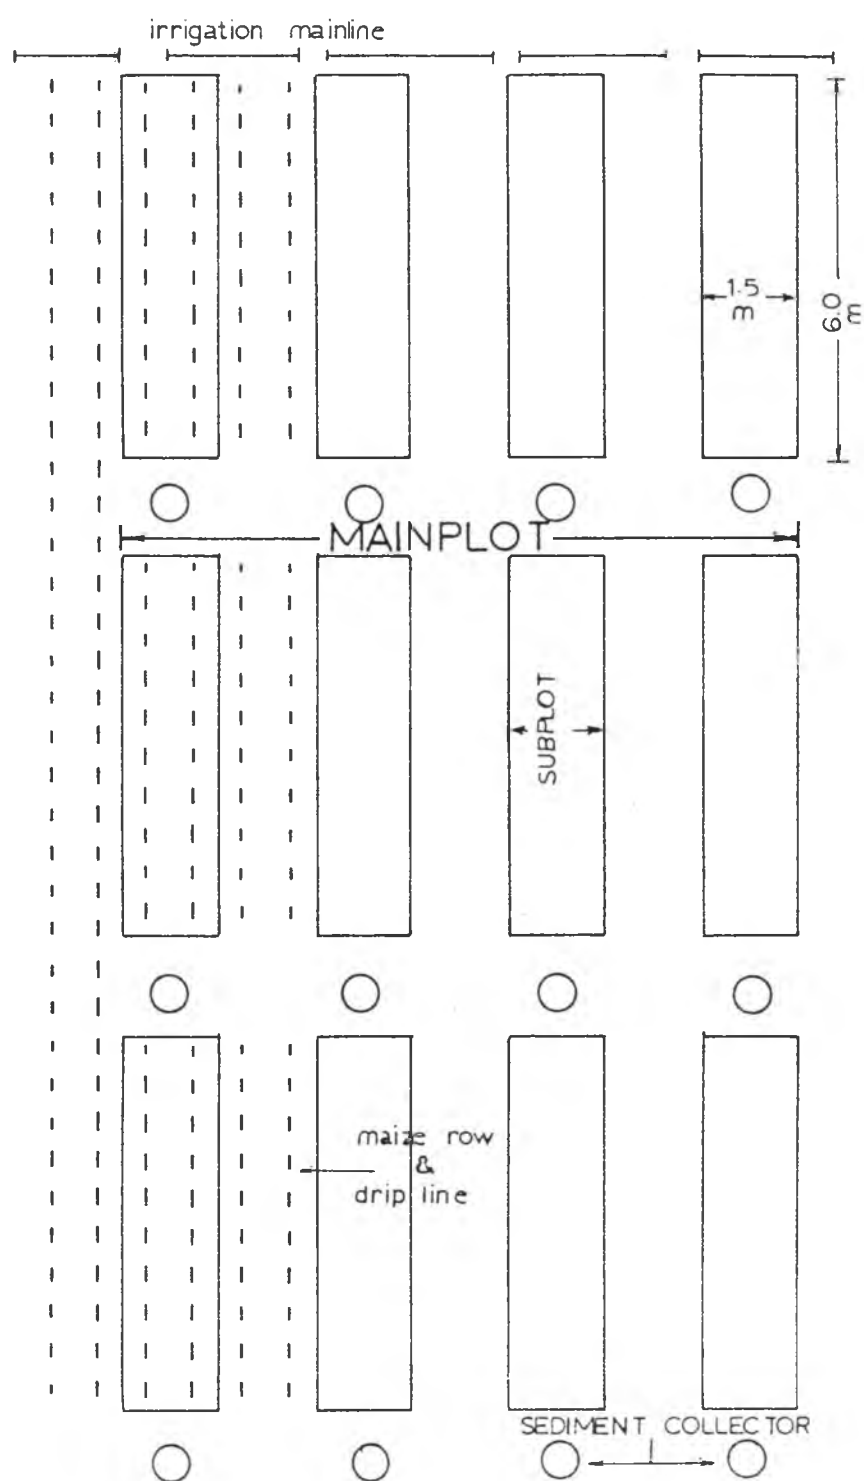 irrigation mainline
1.5
m
6.0
m
MAINPLOT
SUBPLOT
maize row
&
drip line
SEDIMENT COLLECTOR